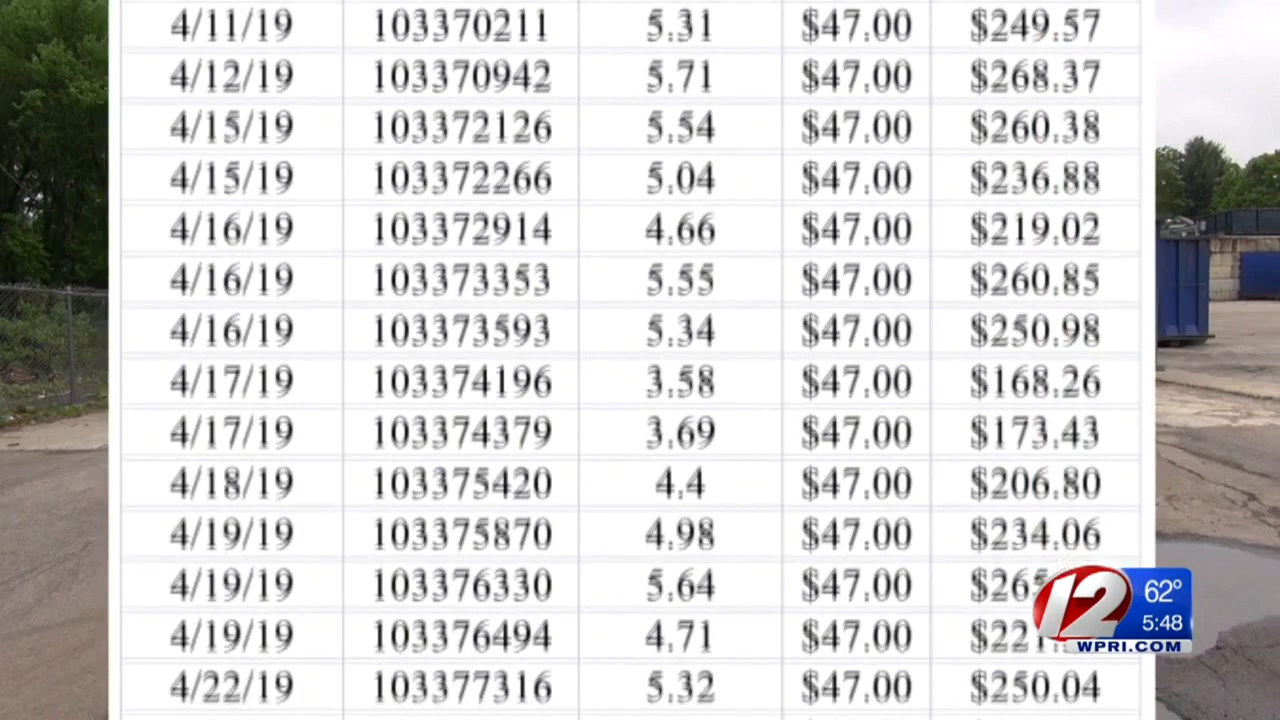 4/11/19 103370211 5.31 $47.00 $249.57
4/12/19 103370942 5.71 $47.00 $268.37
4/15/19 103372126 5.54 $47.00 $260.38
4/15/19 103372266 5.04 $47.00 $236.88
4/16/19 103372914 4.66 $47.00 $219.02
4/16/19 103373353 5.55 $47.00 $260.85
4/16/19 103373593 5.34 $47.00 $250.98
4/17/19 103374196 3.58 $47.00 $168.26
4/17/19 103374379 3.69 $47.00 $173.43
4/18/19 103375420 4.4 $47.00 $206.80
4/19/19 103375870 4.98 $47.00 $234.06
4/19/19 103376330 5.64 $47.00
4/19/19 103376494 4.71 $47.00
4/22/19 103377316 5.32 $47.00 $250.04
12 62°
5:48
WPRI.COM